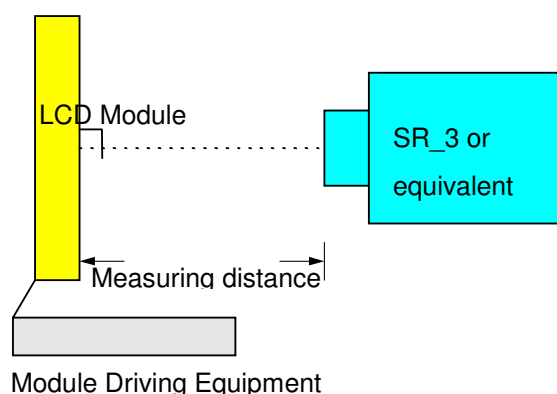 LCD Module
SR_3 or
equivalent
Measuring distance
Module Driving Equipment